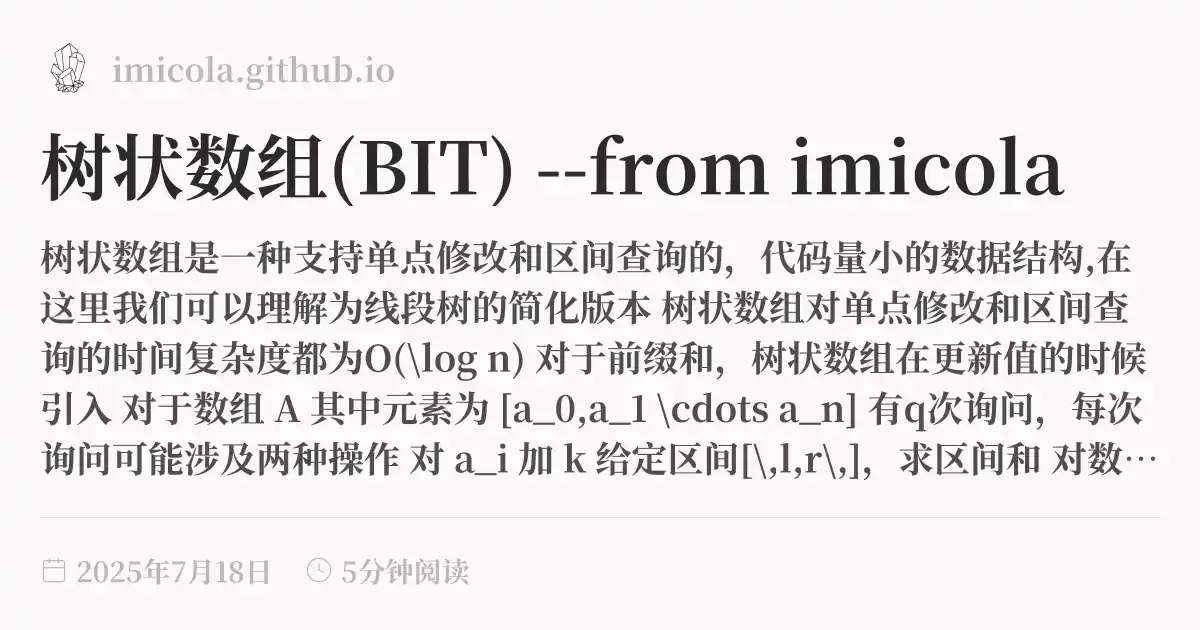 imicola.github.io
树状数组(BIT) --from imicola
树状数组是一种支持单点修改和区间查询的，代码量小的数据结构,在
这里我们可以理解为线段树的简化版本 树状数组对单点修改和区间查
询的时间复杂度都为O(\log n) 对于前缀和，树状数组在更新值的时候
引入 对于数组 A 其中元素为 [a_0,a_1 \cdots a_n] 有q次询问，每次
询问可能涉及两种操作 对 a_i 加 k 给定区间[\,l,r\,]，求区间和 对数…
2025年7月18日
5分钟阅读